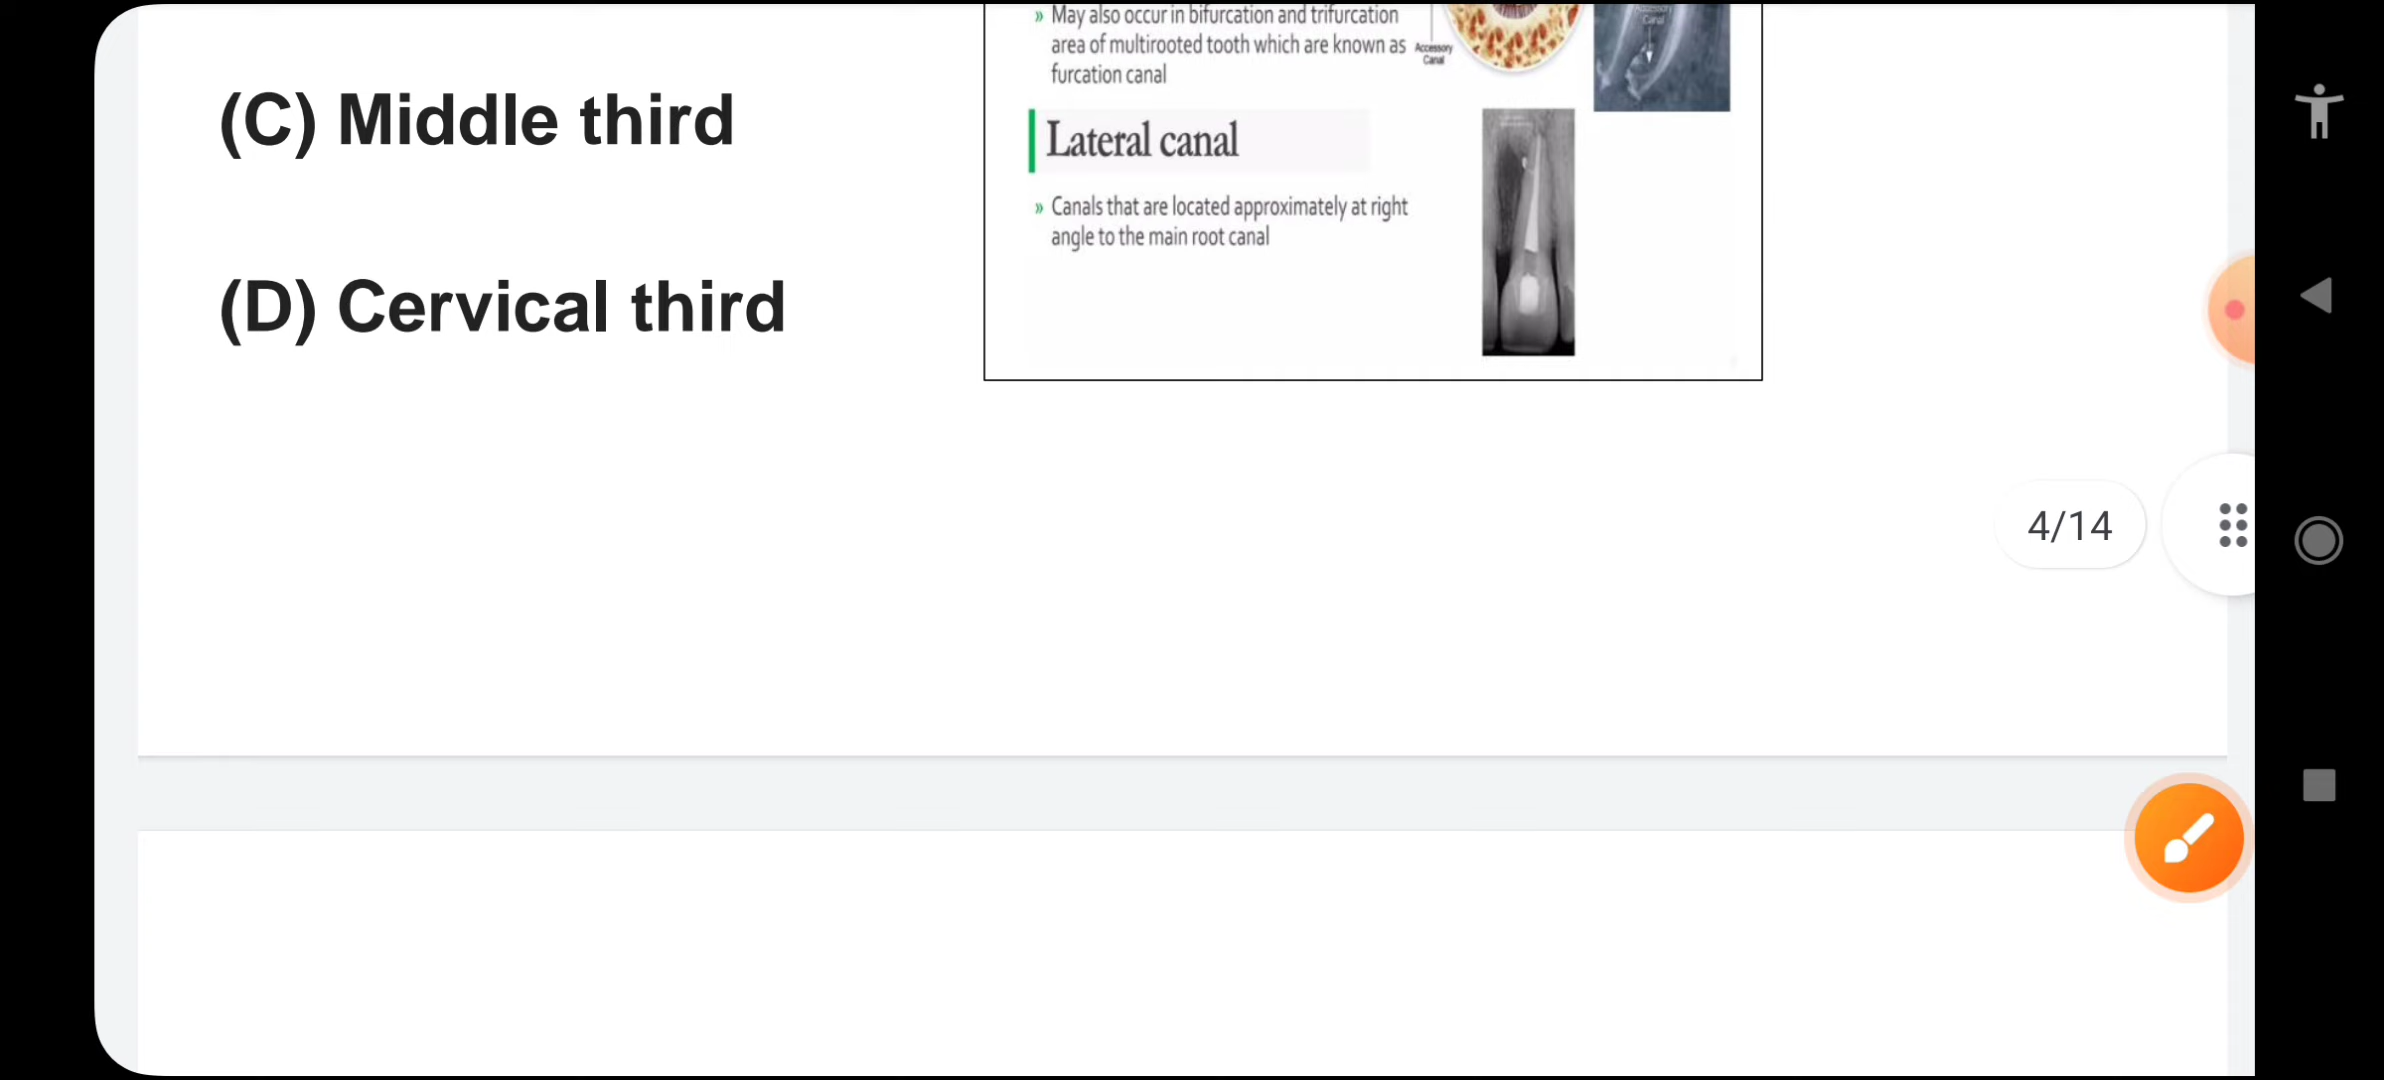 (C) Middle third
(D) Cervical third
» May also occur in bifurcation and trifurcation
area of multirooted tooth which are known as
furcation canal
Accessory
Canal
Accessory
Canal
Lateral canal
» Canals that are located approximately at right
angle to the main root canal
4/14